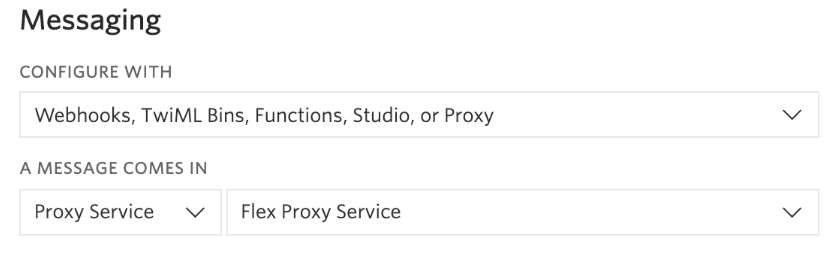 Messaging
CONFIGURE WITH
Webhooks, TwiML Bins, Functions, Studio, or Proxy
A MESSAGE COMES IN
Proxy Service Flex Proxy Service